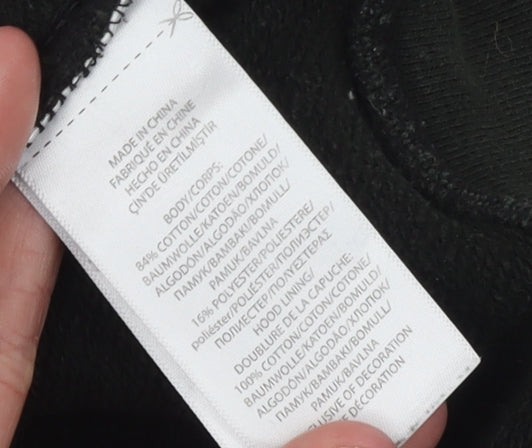 MADE IN CHINA
FABRIQUÉ EN CHINE
HECHO EN CHINA
ÇİN'DE ÜRETİLMİŞTİR
BODY/CORPS:
84% COTTON/COTON/COTONE/
BAUMWOLLE/KATOEN/BOMULD/
ALGODÓN/ALGODÃO/ХЛОПОК/
ПАМУК/BAMBAKI/BOMULL/
PAMUK/BAVLNA
16% POLYESTER/POLIESTERE/
poliéster/POLIÉSTER/ПОЛИЭСТЕР/
ПОЛИЕСТЕР/ΠΟΛΥΕΣΤΕΡΑΣ
HOOD LINING/
DOUBLURE DE LA CAPUCHE:
100% COTTON/COTON/COTONE/
BAUMWOLLE/KATOEN/BOMULD/
ALGODÓN/ALGODÃO/ХЛОПОК/
ПАМУК/BAMBAKI/BOMULL/
PAMUK/BAVLNA
OF DECORATION
DÉCORATION